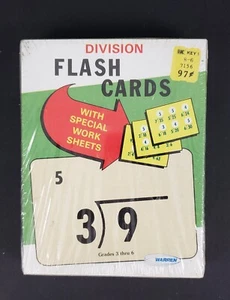 DIVISION
FLASH
CARDS
97¢
WITH
SPECIAL
WORK
SHEETS
5
3 9
Grades 3 thru 6
WARREN